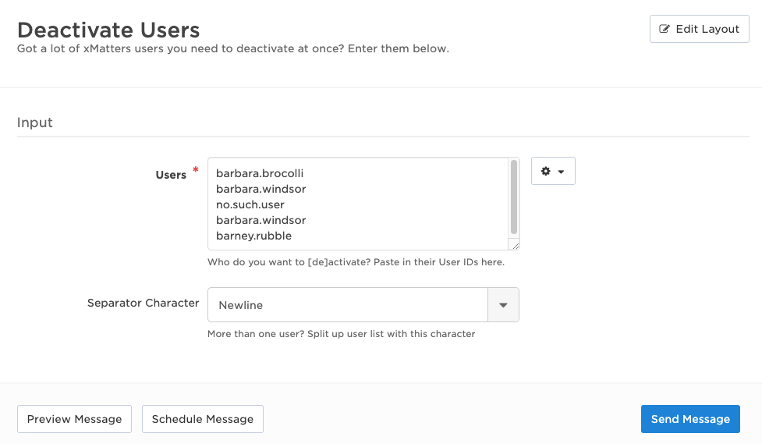 Deactivate Users
Edit Layout
Got a lot of xMatters users you need to deactivate at once? Enter them below.
Input
Users *
barbara.brocolli
barbara.windsor
no.such.user
barbara.windsor
barney.rubble
Who do you want to [de]activate? Paste in their User IDs here.
Separator Character
Newline
More than one user? Split up user list with this character
Preview Message
Schedule Message
Send Message